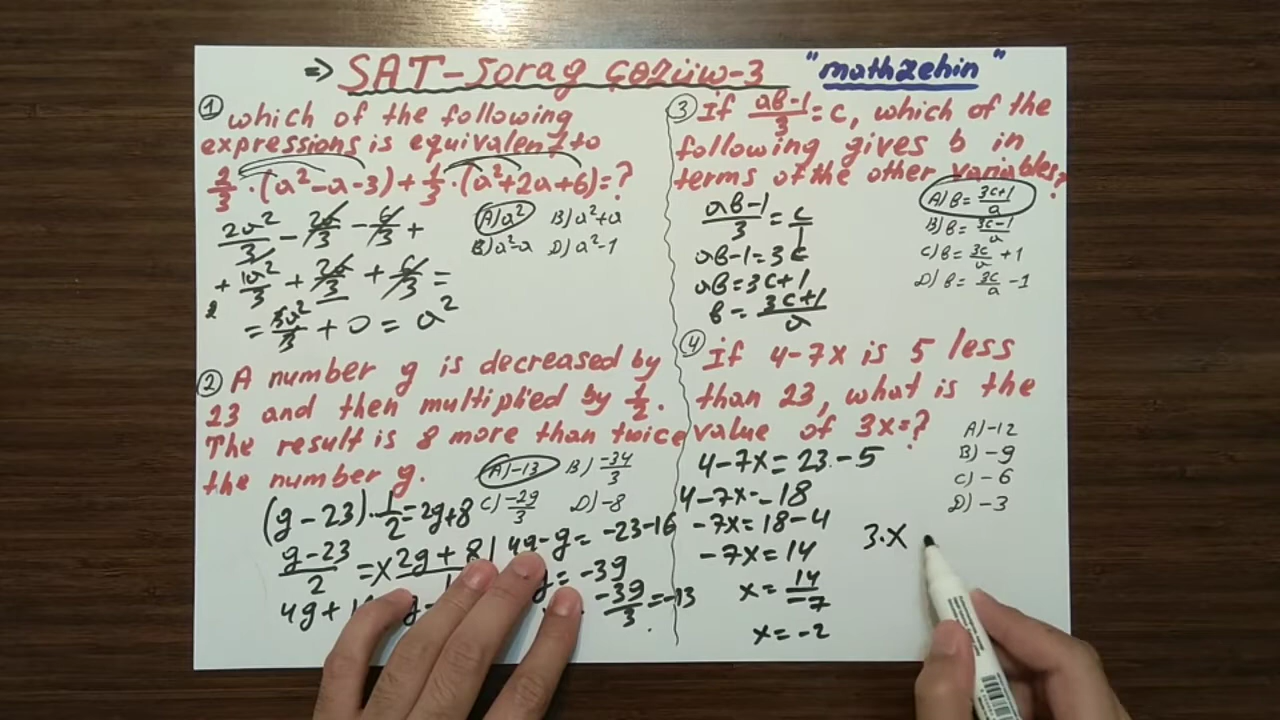 ⇒ SAT-Sorag çözüw-3 "mathzehin"
① which of the following
expressions is equivalent to
2/3 · (a²-a-3) + 1/3 · (a²+2a+6) = ?
A) a² B) a²+a
B) a²-a D) a²-1
2a²/3 - 2a/3 - 6/3 +
+ 1a²/3 + 2a/3 + 6/3 =
= 3a²/3 + 0 = a²
② A number g is decreased by
23 and then multiplied by 1/2.
The result is 8 more than twice
the number g.
A) -13 B) -34/3
C) -29/3 D) -8
(g-23) · 1/2 = 2g+8
g-23/2 = 2g+8/1
4g+16
4g-g = -23-16
g = -39
-39/3 = -13
③ If ab-1/3 = c, which of the
following gives b in
terms of the other variables?
A) b = 3c+1/a
B) b = 3c-1/a
C) b = 3c/a + 1
D) b = 3c/a - 1
ab-1/3 = c/1
ab-1 = 3c
ab = 3c+1
b = 3c+1/a
④ If 4-7x is 5 less
than 23, what is the
value of 3x = ?
A) -12
B) -9
C) -6
D) -3
4-7x = 23-5
4-7x = 18
-7x = 18-4
-7x = 14
x = 14/-7
x = -2
3·x